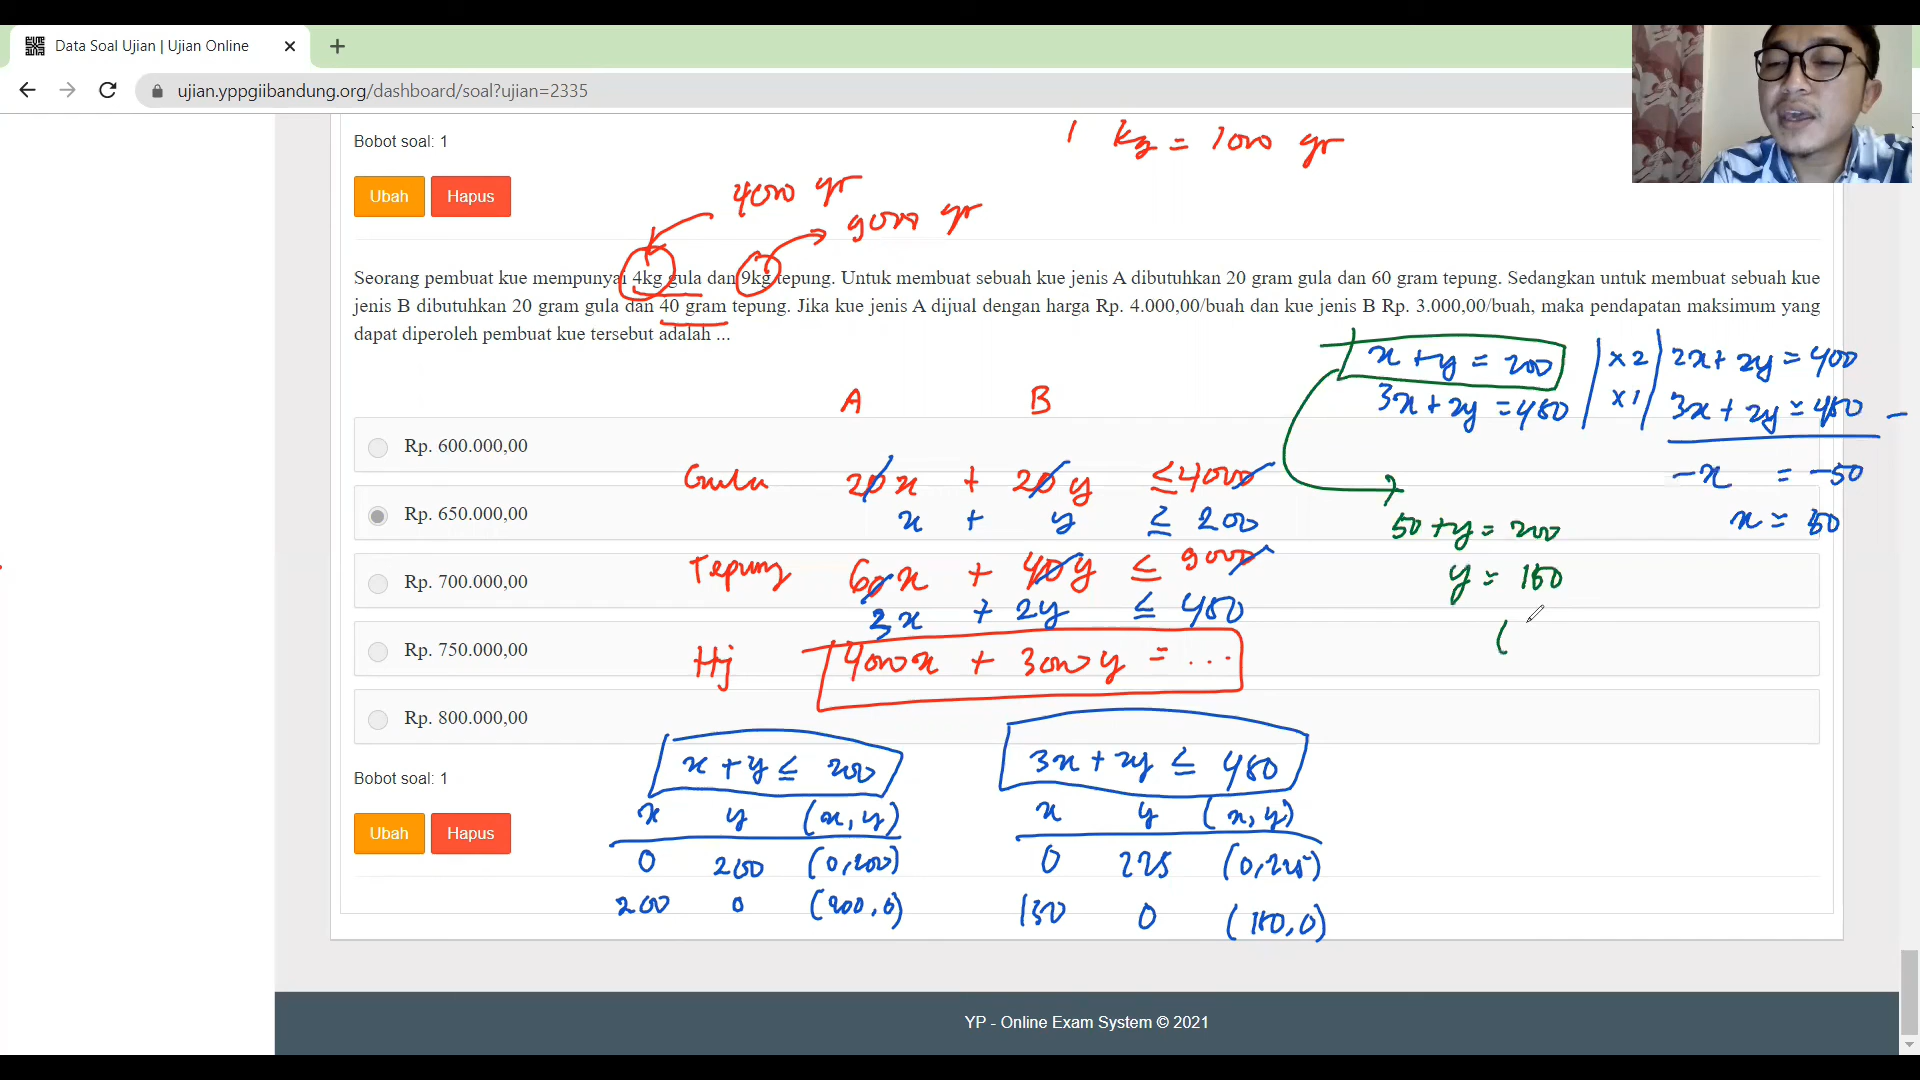 Data Soal Ujian | Ujian Online
ujian.yppgiibandung.org/dashboard/soal?ujian=2335
Bobot soal: 1
1 kg = 1000 gr
Ubah
Hapus
4000 gr
9000 gr
Seorang pembuat kue mempunyai 4kg gula dan 9kg tepung. Untuk membuat sebuah kue jenis A dibutuhkan 20 gram gula dan 60 gram tepung. Sedangkan untuk membuat sebuah kue
jenis B dibutuhkan 20 gram gula dan 40 gram tepung. Jika kue jenis A dijual dengan harga Rp. 4.000,00/buah dan kue jenis B Rp. 3.000,00/buah, maka pendapatan maksimum yang
dapat diperoleh pembuat kue tersebut adalah ...
x + y = 200 | x 2 | 2x + 2y = 400
3x + 2y = 450 | x 1 | 3x + 2y = 450 -
-x = -50
x = 50
50 + y = 200
y = 150
(
A B
Rp. 600.000,00
Gula 20x + 20y ≤ 4000
Rp. 650.000,00
x + y ≤ 200
Tepung 60x + 40y ≤ 9000
Rp. 700.000,00
3x + 2y ≤ 450
Rp. 750.000,00
Hj 4000x + 3000y = ...
Rp. 800.000,00
x + y ≤ 200
x y (x, y)
0 200 (0,200)
200 0 (200,0)
3x + 2y ≤ 450
x y (x, y)
0 225 (0,225)
150 0 (150,0)
Bobot soal: 1
Ubah
Hapus
YP - Online Exam System © 2021